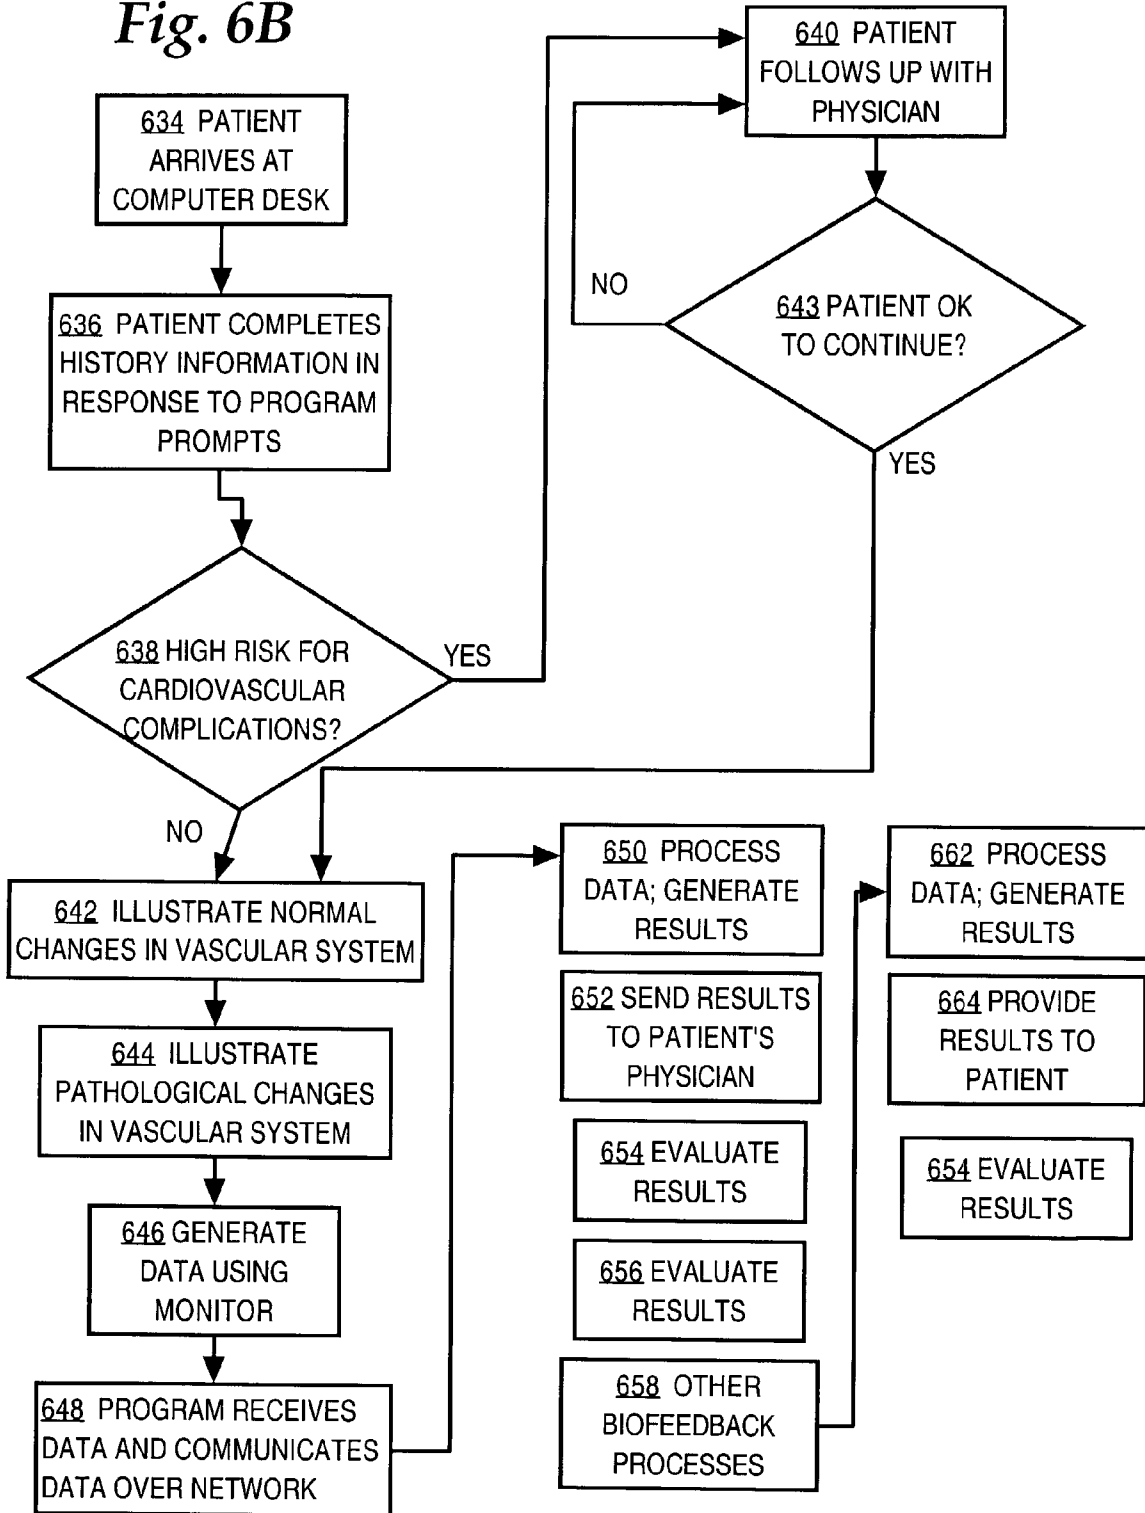 Fig. 6B
634 PATIENT
ARRIVES AT
COMPUTER DESK
636 PATIENT COMPLETES
HISTORY INFORMATION IN
RESPONSE TO PROGRAM
PROMPTS
638 HIGH RISK FOR
CARDIOVASCULAR
COMPLICATIONS?
YES
NO
640 PATIENT
FOLLOWS UP WITH
PHYSICIAN
643 PATIENT OK
TO CONTINUE?
NO
YES
642 ILLUSTRATE NORMAL
CHANGES IN VASCULAR SYSTEM
644 ILLUSTRATE
PATHOLOGICAL CHANGES
IN VASCULAR SYSTEM
646 GENERATE
DATA USING
MONITOR
648 PROGRAM RECEIVES
DATA AND COMMUNICATES
DATA OVER NETWORK
650 PROCESS
DATA; GENERATE
RESULTS
652 SEND RESULTS
TO PATIENT'S
PHYSICIAN
654 EVALUATE
RESULTS
656 EVALUATE
RESULTS
658 OTHER
BIOFEEDBACK
PROCESSES
662 PROCESS
DATA; GENERATE
RESULTS
664 PROVIDE
RESULTS TO
PATIENT
654 EVALUATE
RESULTS